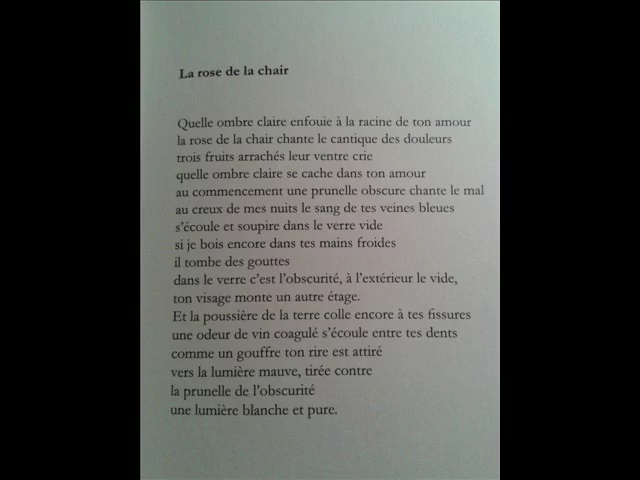 La rose de la chair
Quelle ombre claire enfouie à la racine de ton amour
la rose de la chair chante le cantique des douleurs
trois fruits arrachés leur ventre crie
quelle ombre claire se cache dans ton amour
au commencement une prunelle obscure chante le mal
au creux de mes nuits le sang de tes veines bleues
s'écoule et soupire dans le verre vide
si je bois encore dans tes mains froides
il tombe des gouttes
dans le verre c'est l'obscurité, à l'extérieur le vide,
ton visage monte un autre étage.
Et la poussière de la terre colle encore à tes fissures
une odeur de vin coagulé s'écoule entre tes dents
comme un gouffre ton rire est attiré
vers la lumière mauve, tirée contre
la prunelle de l'obscurité
une lumière blanche et pure.